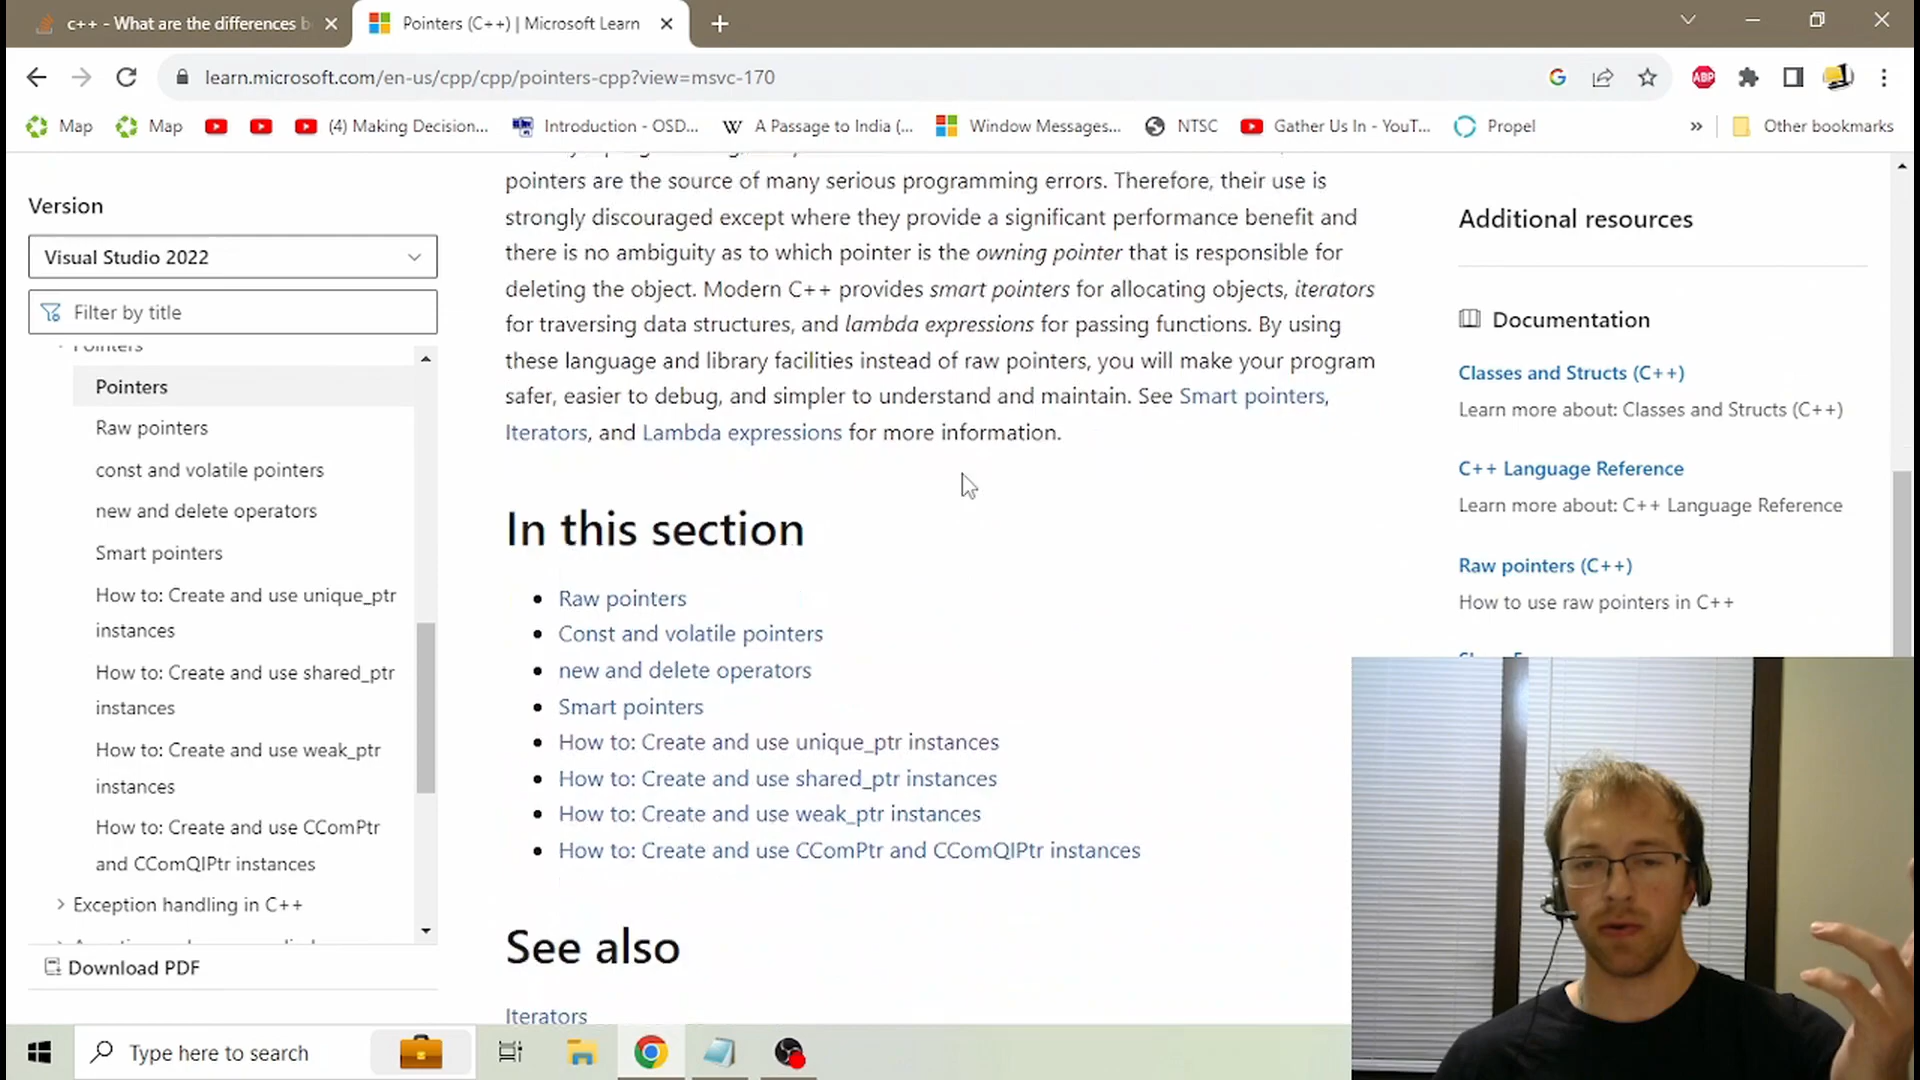 c++ - What are the differences b
Pointers (C++) | Microsoft Learn
learn.microsoft.com/en-us/cpp/cpp/pointers-cpp?view=msvc-170
ABP
Map
Map
(4) Making Decision...
Introduction - OSD...
W A Passage to India (...
Window Messages...
NTSC
Gather Us In - YouT...
Propel
»
Other bookmarks
Version
Visual Studio 2022
Filter by title
Pointers
Pointers
Raw pointers
const and volatile pointers
new and delete operators
Smart pointers
How to: Create and use unique_ptr
instances
How to: Create and use shared_ptr
instances
How to: Create and use weak_ptr
instances
How to: Create and use CComPtr
and CComQIPtr instances
Exception handling in C++
Download PDF
pointers are the source of many serious programming errors. Therefore, their use is
strongly discouraged except where they provide a significant performance benefit and
there is no ambiguity as to which pointer is the owning pointer that is responsible for
deleting the object. Modern C++ provides smart pointers for allocating objects, iterators
for traversing data structures, and lambda expressions for passing functions. By using
these language and library facilities instead of raw pointers, you will make your program
safer, easier to debug, and simpler to understand and maintain. See Smart pointers,
Iterators, and Lambda expressions for more information.
In this section
Raw pointers
Const and volatile pointers
new and delete operators
Smart pointers
How to: Create and use unique_ptr instances
How to: Create and use shared_ptr instances
How to: Create and use weak_ptr instances
How to: Create and use CComPtr and CComQIPtr instances
See also
Iterators
Additional resources
Documentation
Classes and Structs (C++)
Learn more about: Classes and Structs (C++)
C++ Language Reference
Learn more about: C++ Language Reference
Raw pointers (C++)
How to use raw pointers in C++
Type here to search